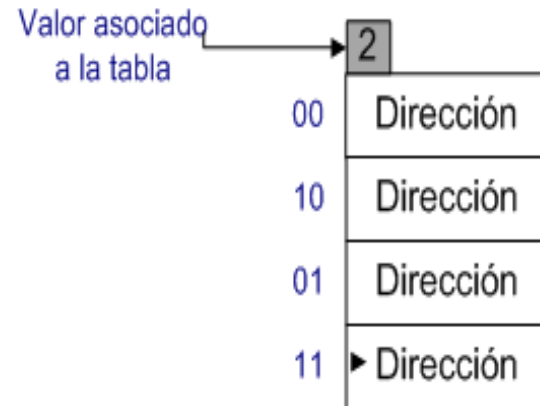 Valor asociado
a la tabla
2
00 Dirección
10 Dirección
01 Dirección
11 Dirección